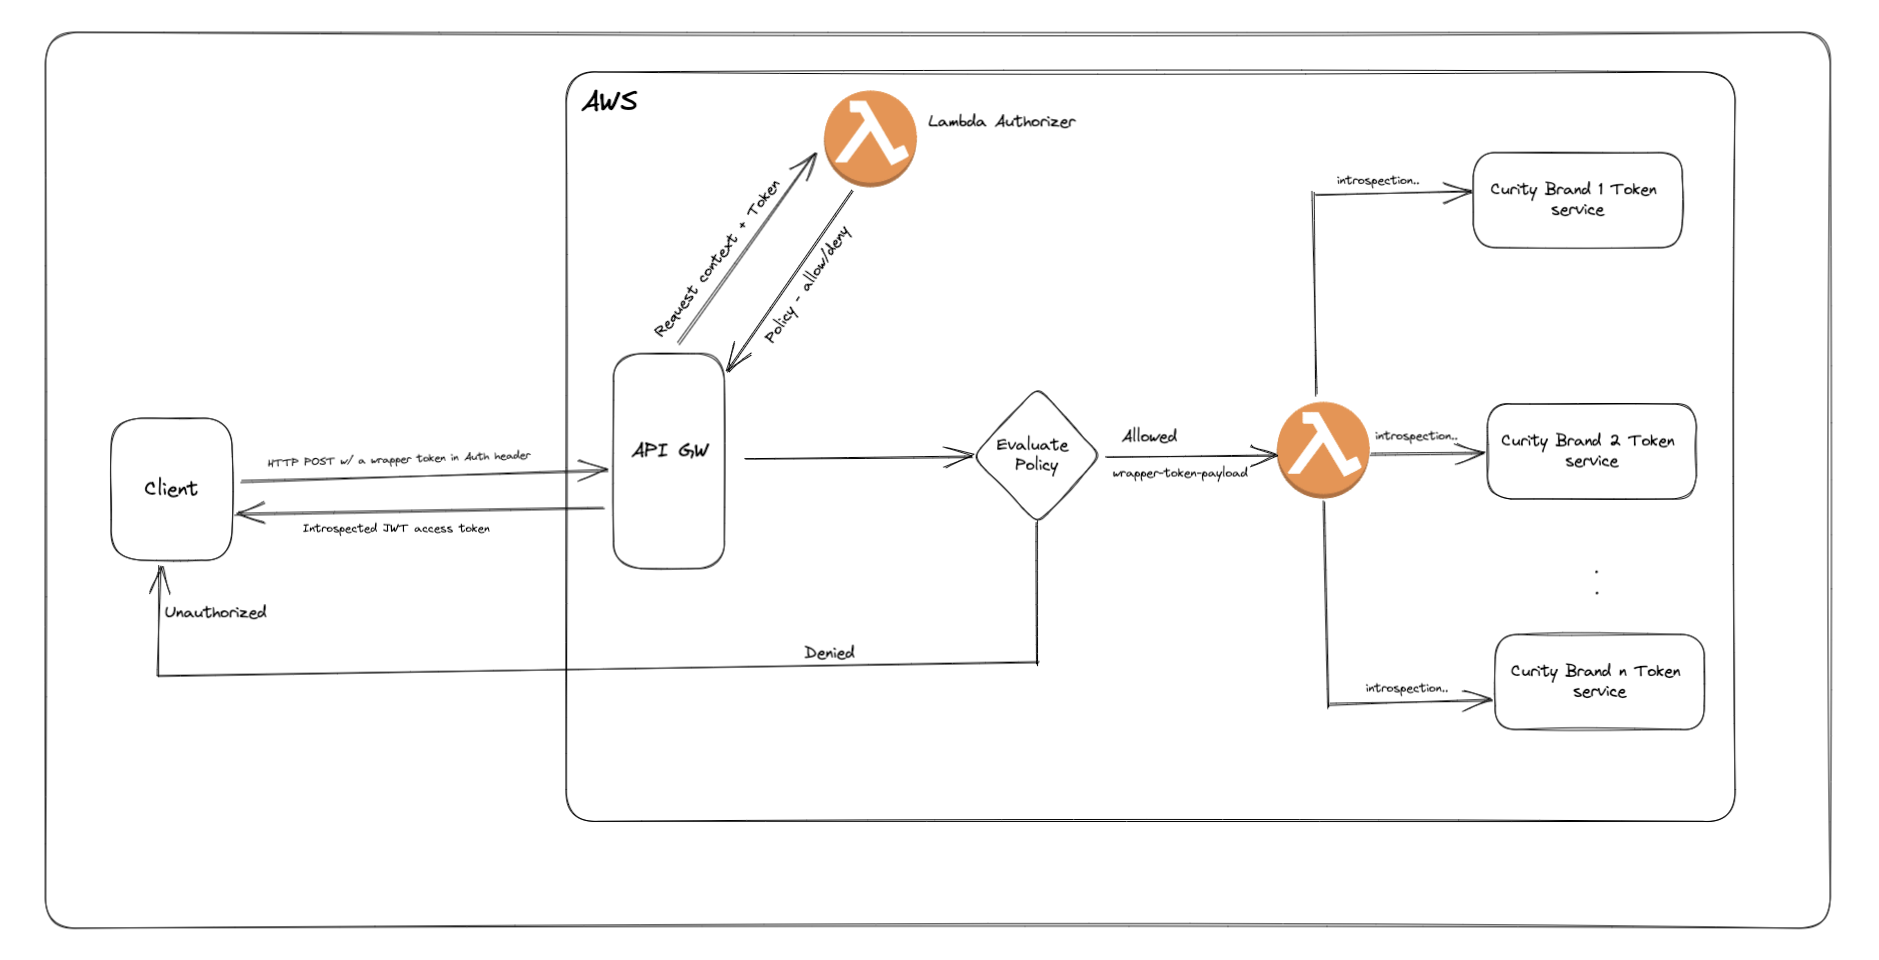 AWS
Lambda Authorizer
Request context + Token
Policy - allow/deny
introspection..
Curity Brand 1 Token
service
API GW
Evaluate
Policy
Allowed
wrapper-token-payload
introspection..
Curity Brand 2 Token
service
HTTP POST w/ a wrapper token in Auth header
Client
Introspected JWT access token
Unauthorized
Denied
.
.
introspection..
Curity Brand n Token
service